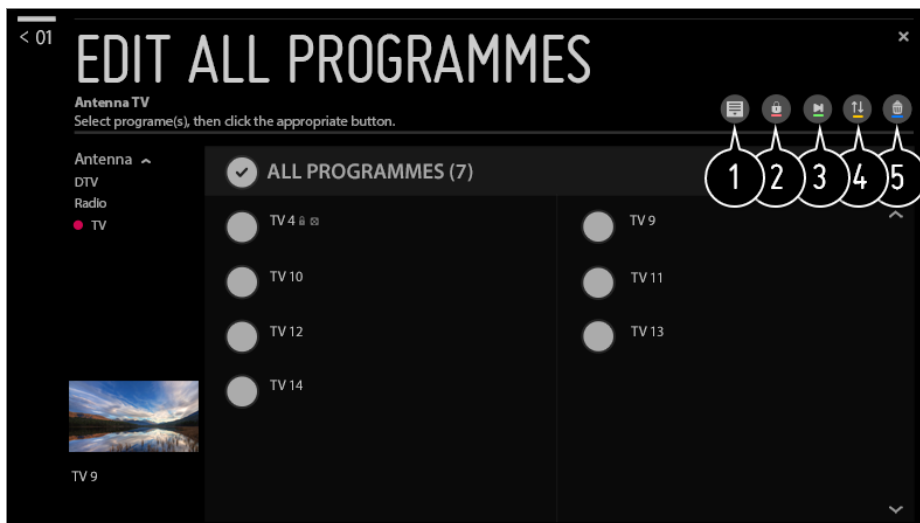 < 01
EDIT ALL PROGRAMMES
×
Antenna TV
Select programe(s), then click the appropriate button.
1 2 3 4 5
Antenna
DTV
Radio
TV
ALL PROGRAMMES (7)
TV 4
TV 9
TV 10
TV 11
TV 12
TV 13
TV 14
TV 9